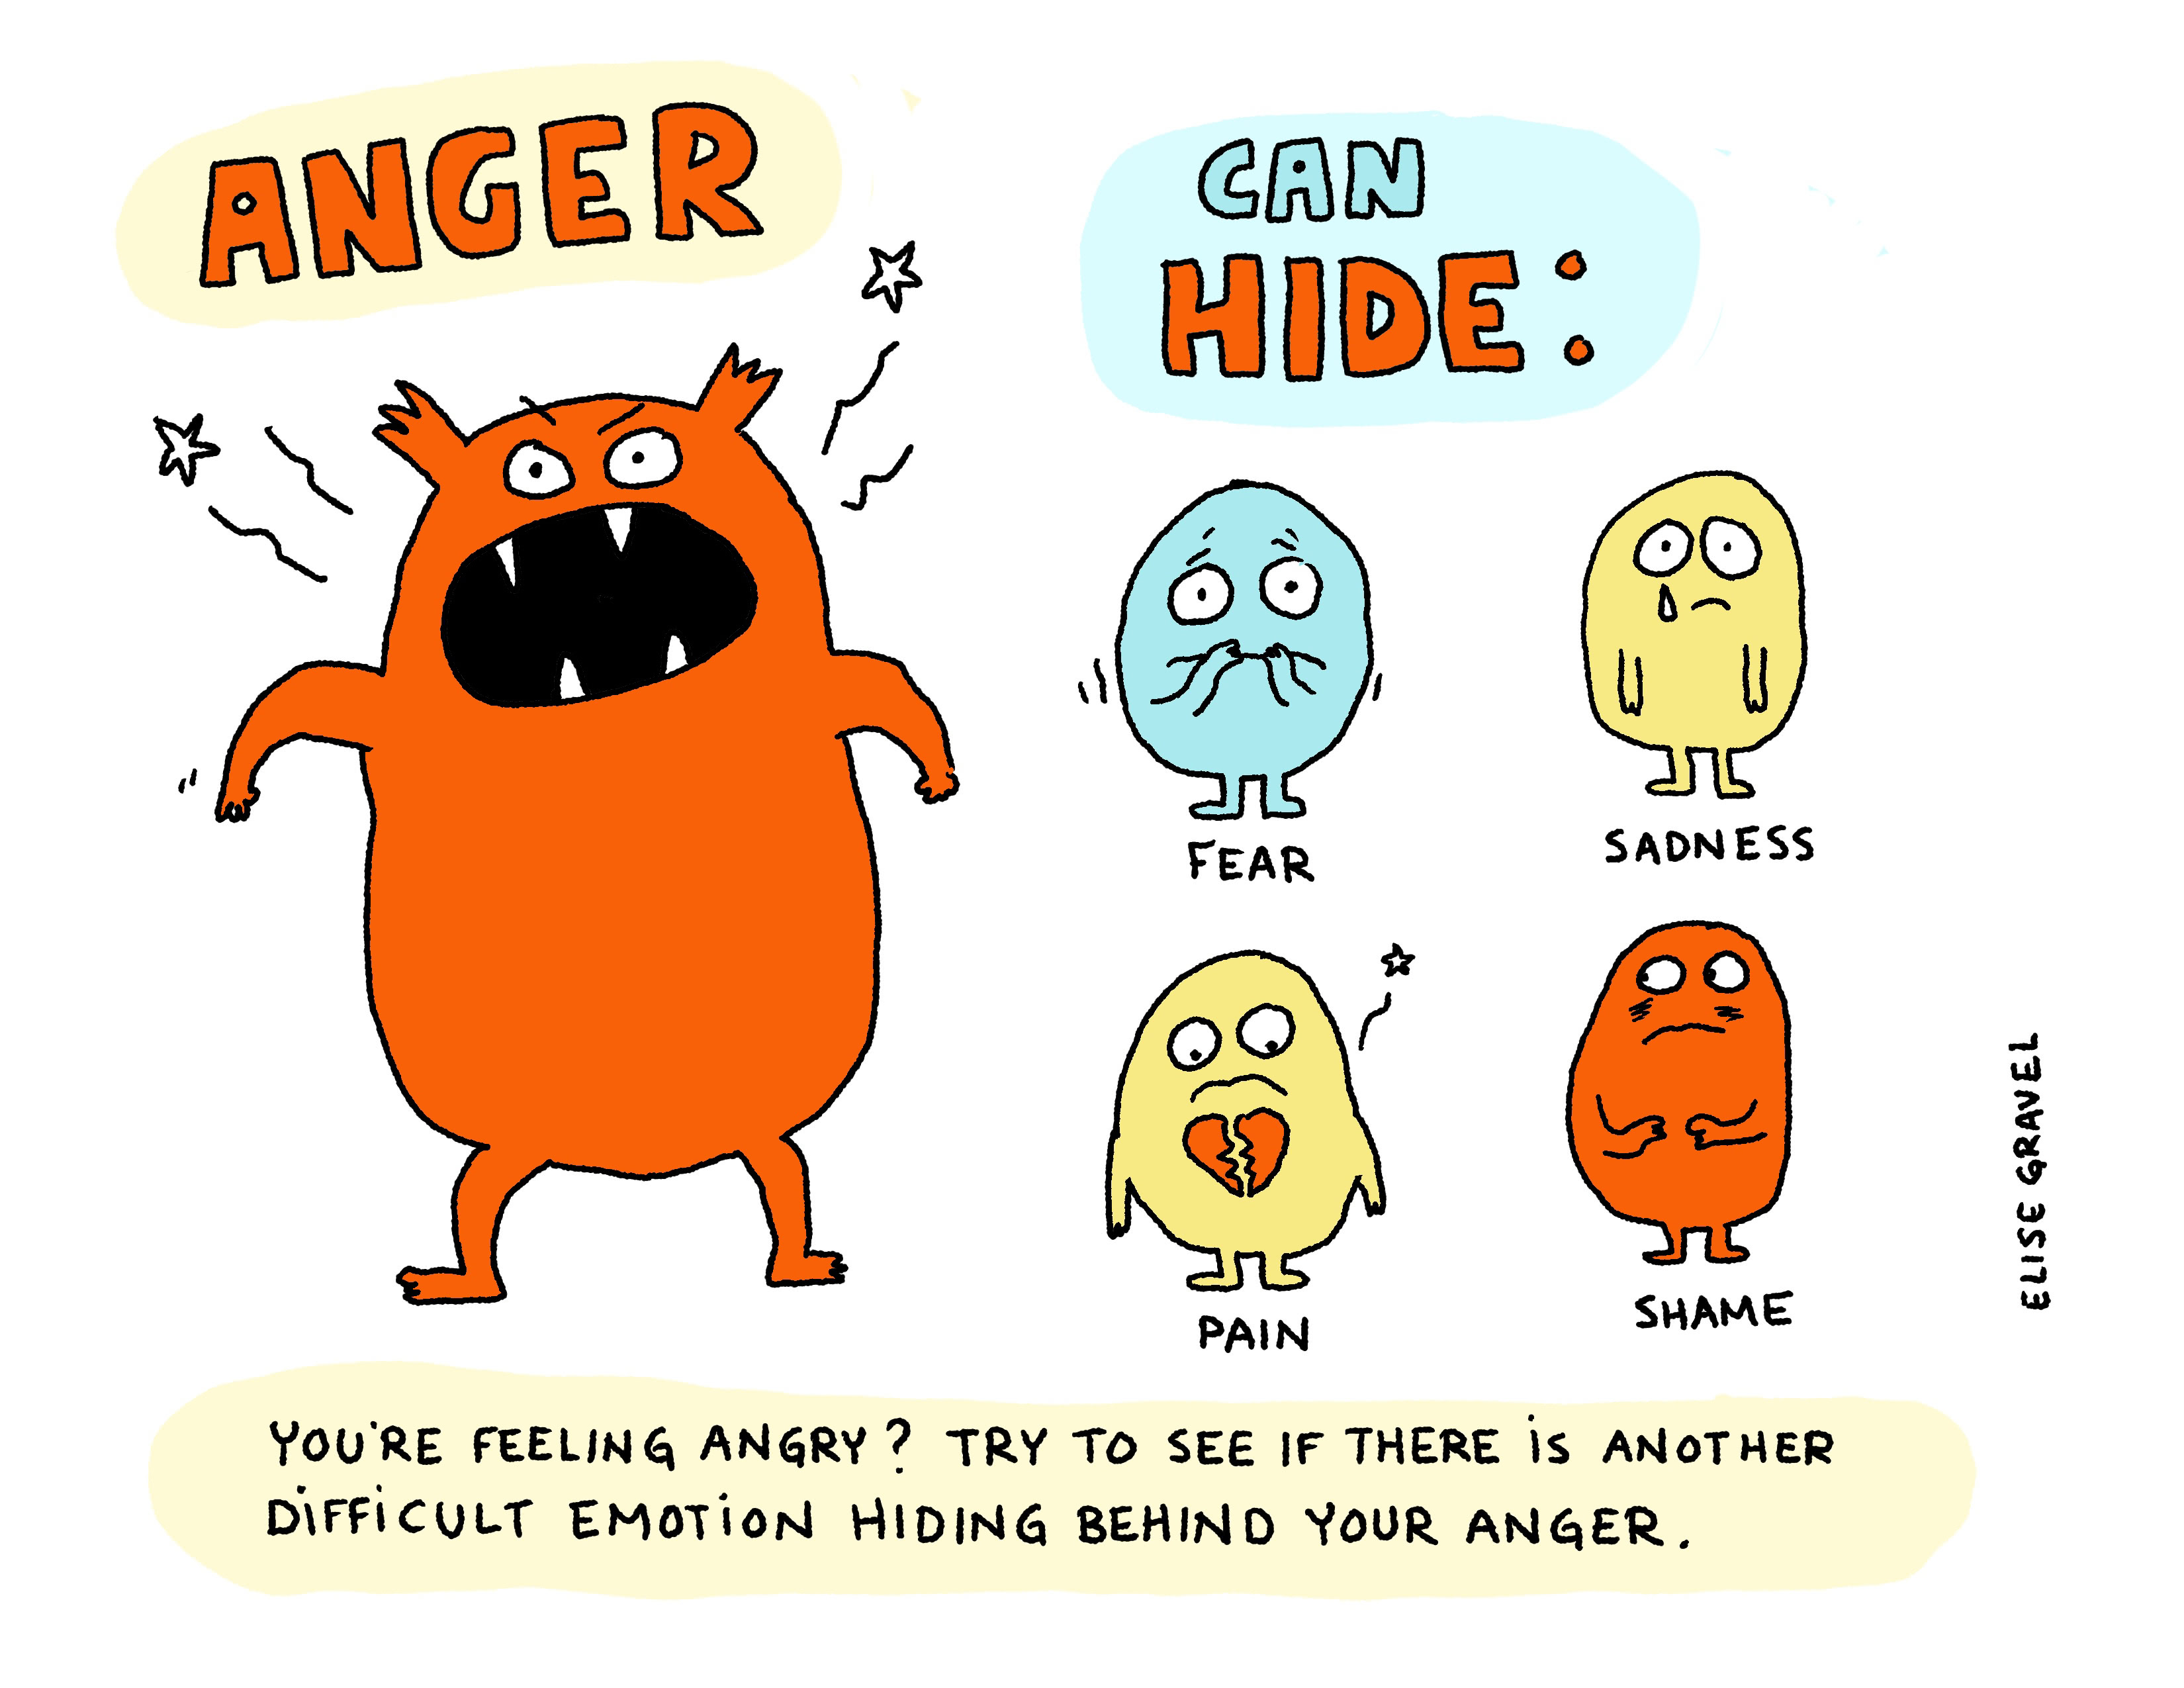 ANGER
CAN
HIDE:
FEAR
SADNESS
PAIN
SHAME
ELISE GRAVEL
YOU'RE FEELING ANGRY? TRY TO SEE IF THERE IS ANOTHER
DIFFICULT EMOTION HIDING BEHIND YOUR ANGER.